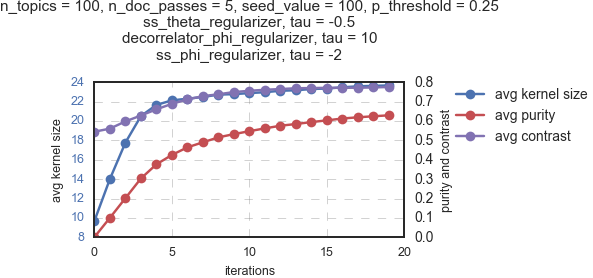 n_topics = 100, n_doc_passes = 5, seed_value = 100, p_threshold = 0.25
ss_theta_regularizer, tau = -0.5
decorrelator_phi_regularizer, tau = 10
ss_phi_regularizer, tau = -2
24
22
20
18
16
14
12
10
8
avg kernel size
0.8
0.7
0.6
0.5
0.4
0.3
0.2
0.1
0.0
purity and contrast
0
5
10
15
20
iterations
avg kernel size
avg purity
avg contrast